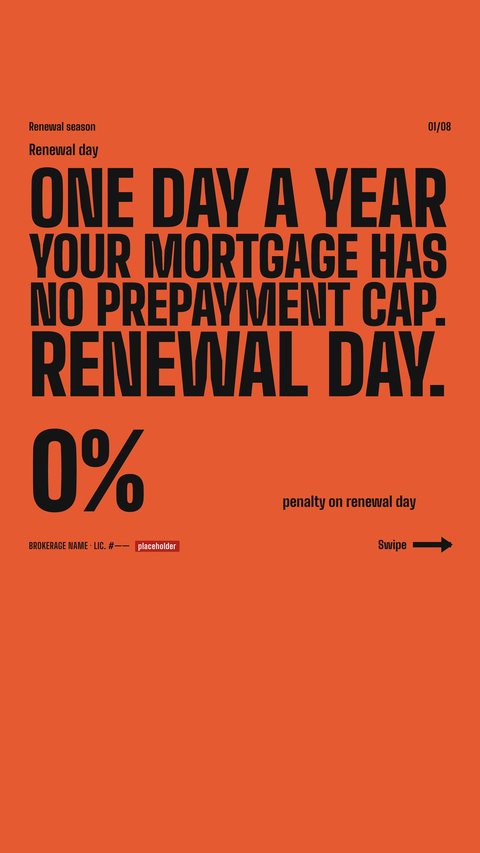 Renewal season
01/08
Renewal day
ONE DAY A YEAR
YOUR MORTGAGE HAS
NO PREPAYMENT CAP.
RENEWAL DAY.
0%
penalty on renewal day
BROKERAGE NAME · LIC. #—— placeholder
Swipe